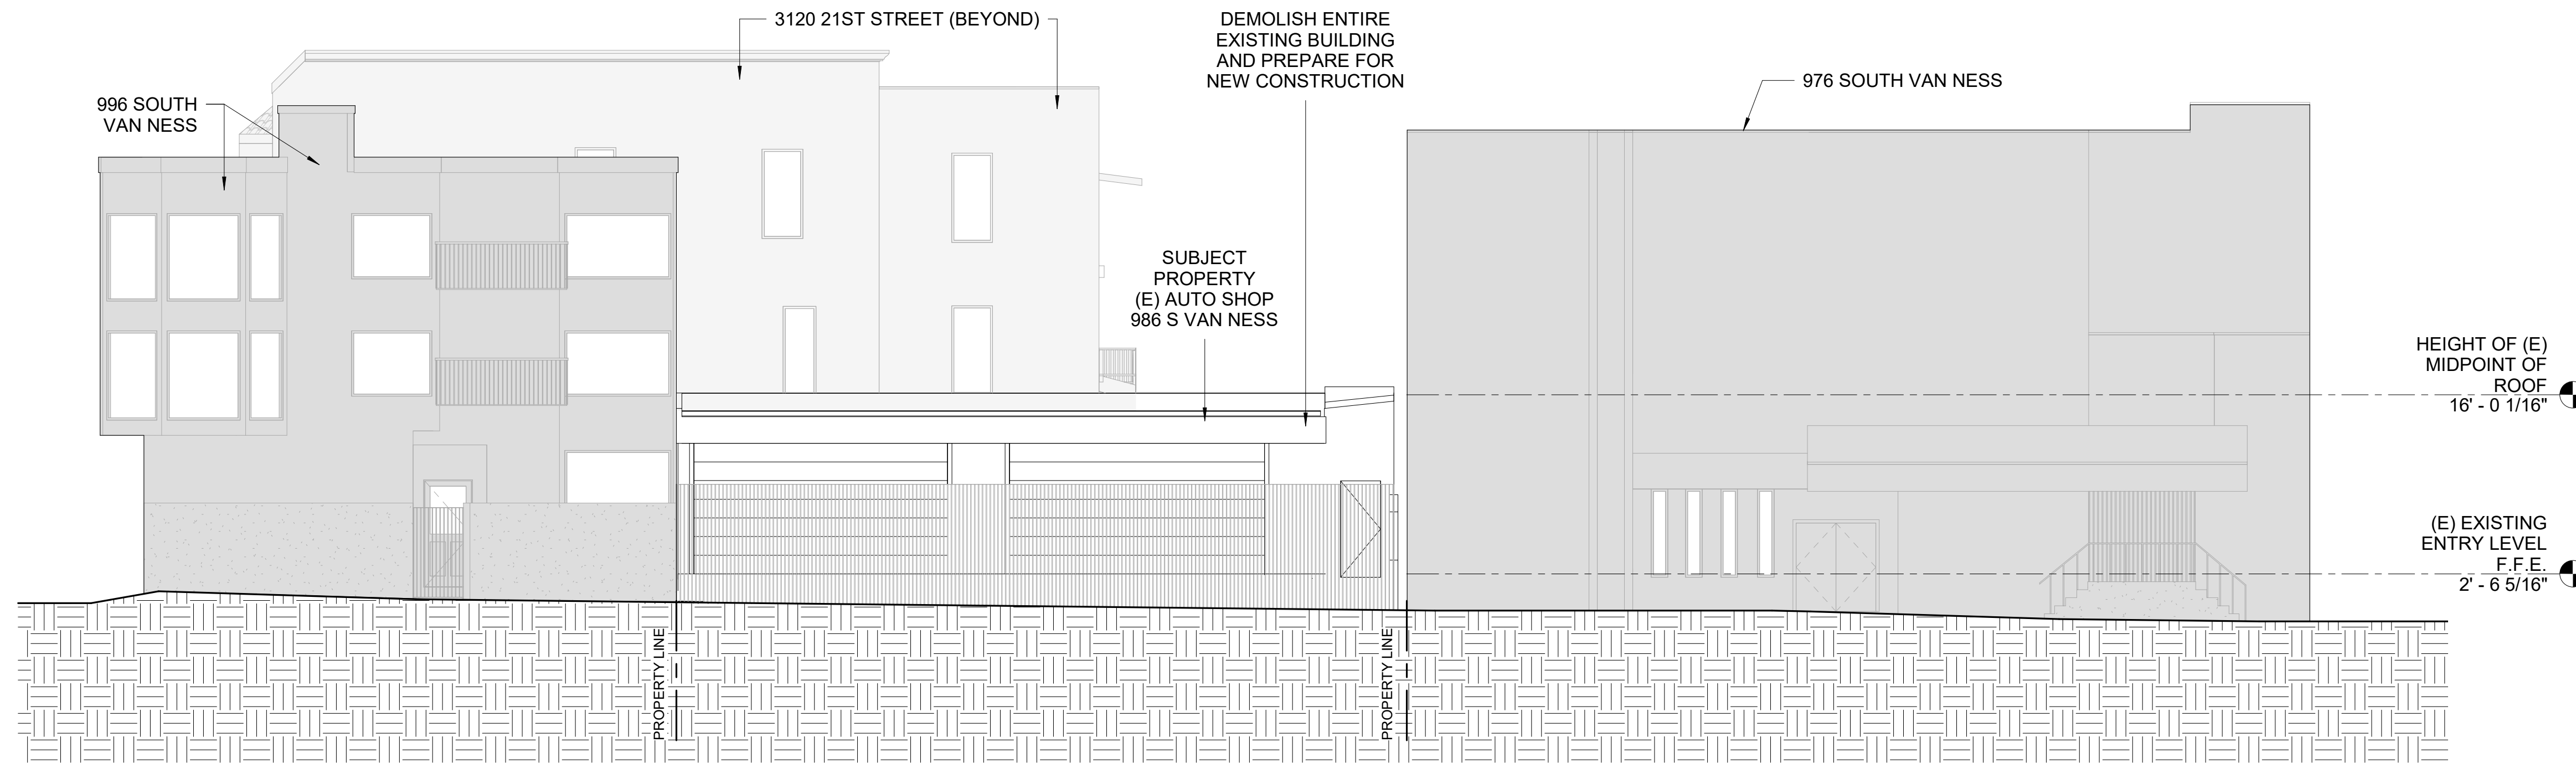 3120 21ST STREET (BEYOND)
DEMOLISH ENTIRE
EXISTING BUILDING
AND PREPARE FOR
NEW CONSTRUCTION
976 SOUTH VAN NESS
996 SOUTH
VAN NESS
SUBJECT
PROPERTY
(E) AUTO SHOP
986 S VAN NESS
HEIGHT OF (E)
MIDPOINT OF
ROOF
16' - 0 1/16"
(E) EXISTING
ENTRY LEVEL
F.F.E.
2' - 6 5/16"
PROPERTY LINE
PROPERTY LINE